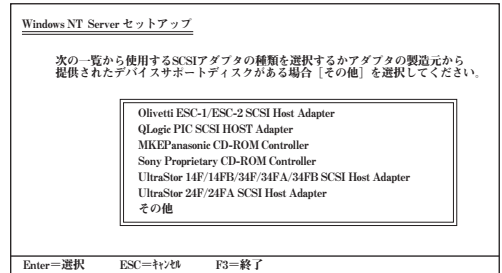 Windows NT Server セットアップ
次の一覧から使用するSCSIアダプタの種類を選択するかアダプタの製造元から
提供されたデバイスサポートディスクがある場合［その他］を選択してください。
Olivetti ESC-1/ESC-2 SCSI Host Adapter
QLogic PIC SCSI HOST Adapter
MKEPanasonic CD-ROM Controller
Sony Proprietary CD-ROM Controller
UltraStor 14F/14FB/34F/34FA/34FB SCSI Host Adapter
UltraStor 24F/24FA SCSI Host Adapter
その他
Enter＝選択 ESC＝ｷｬﾝｾﾙ F3＝終了